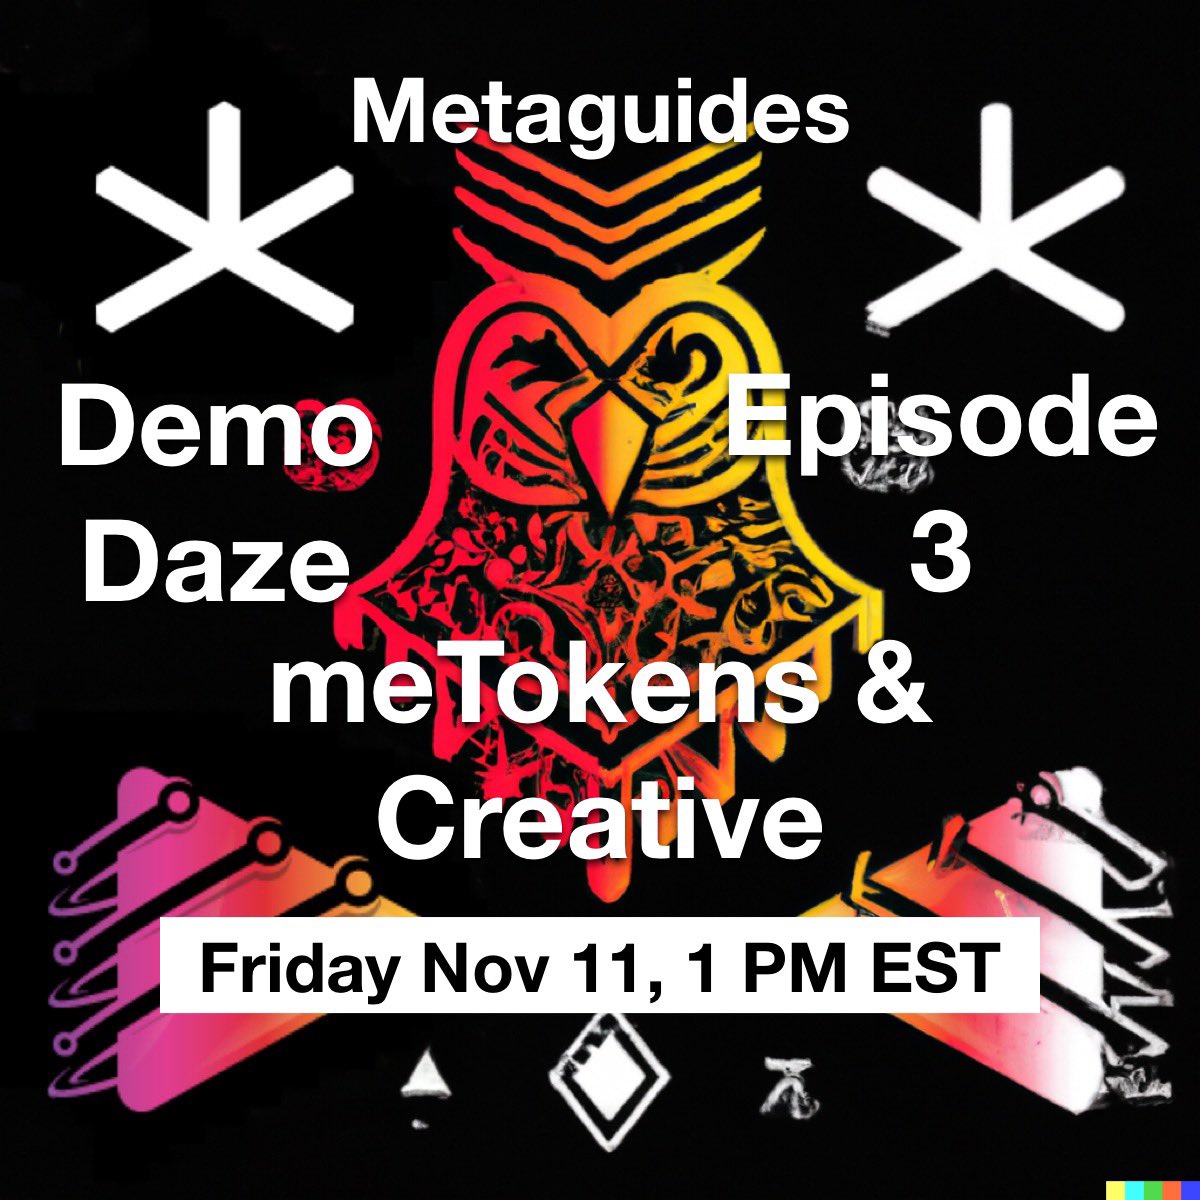 Metaguides
Demo
Daze
Episode
3
meTokens &
Creative
Friday Nov 11, 1 PM EST